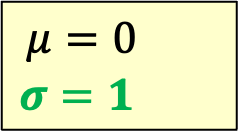 μ = 0
σ = 1